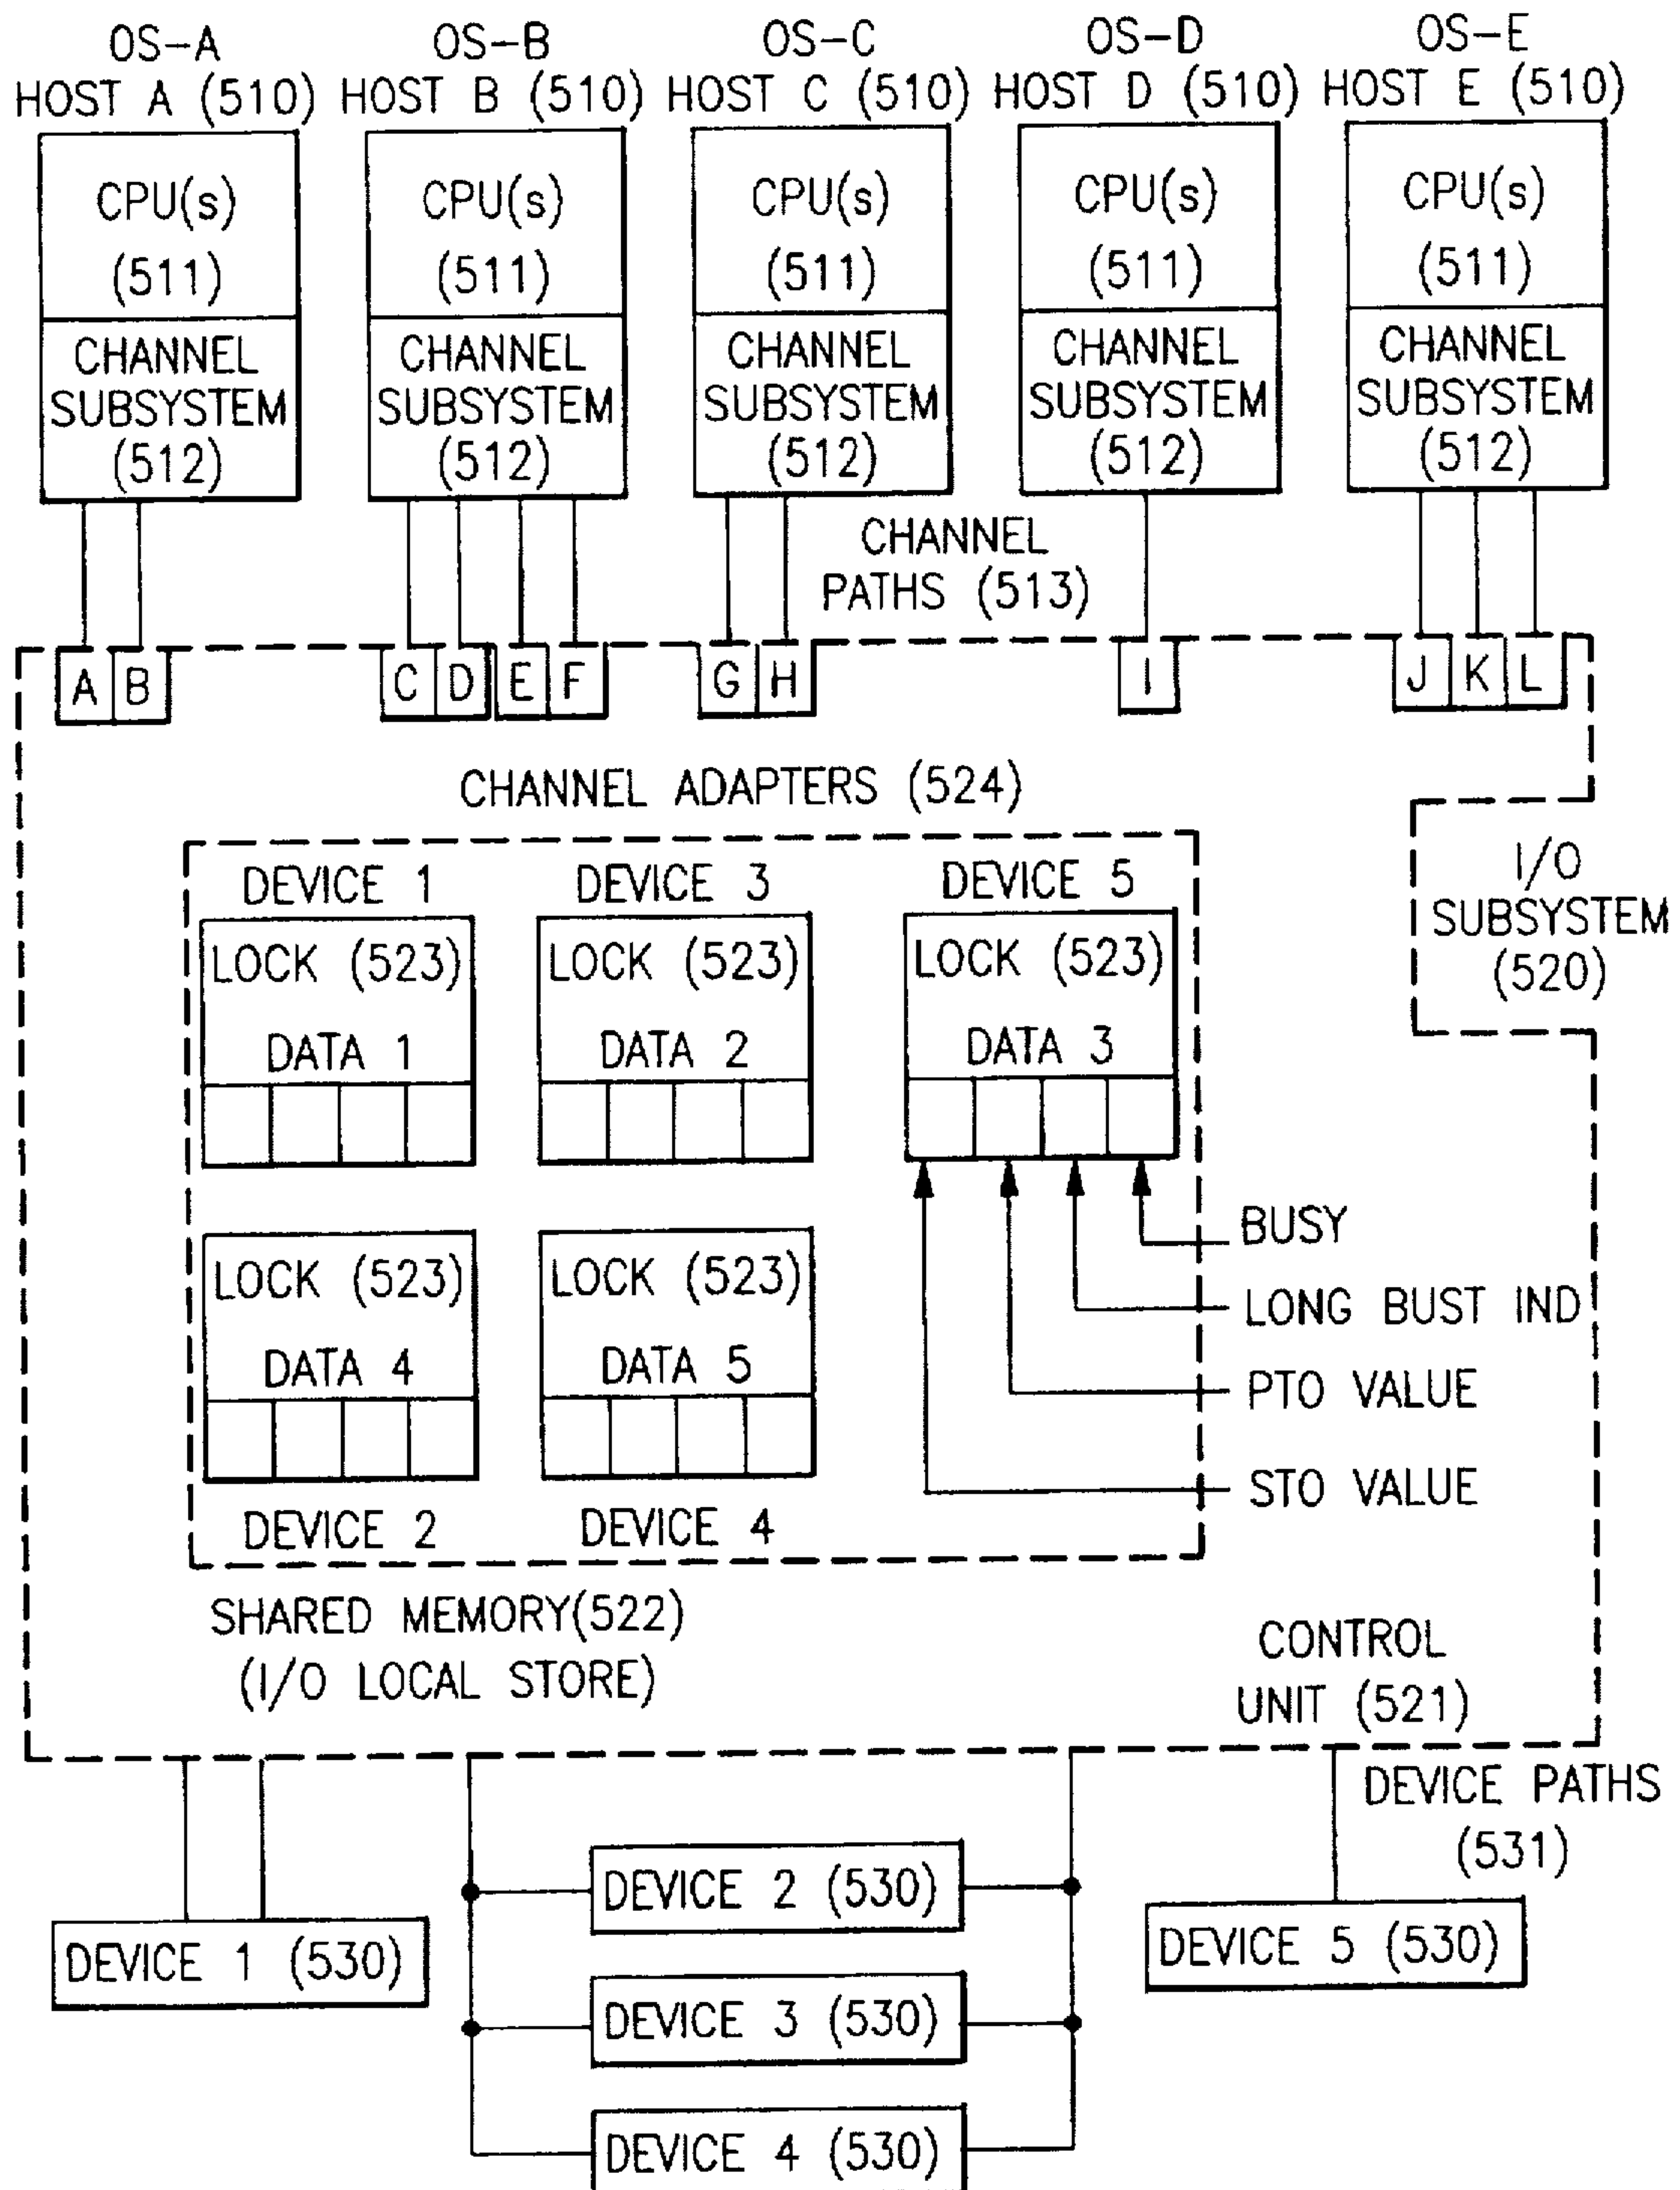 OS-A OS-B OS-C OS-D OS-E
HOST A (510) HOST B (510) HOST C (510) HOST D (510) HOST E (510)
CPU(s) CPU(s) CPU(s) CPU(s) CPU(s)
(511) (511) (511) (511) (511)
CHANNEL CHANNEL CHANNEL CHANNEL CHANNEL
SUBSYSTEM SUBSYSTEM SUBSYSTEM SUBSYSTEM SUBSYSTEM
(512) (512) (512) (512) (512)
CHANNEL
PATHS (513)
A B C D E F G H I J K L
CHANNEL ADAPTERS (524)
I/O
SUBSYSTEM
(520)
DEVICE 1 DEVICE 3 DEVICE 5
LOCK (523) LOCK (523) LOCK (523)
DATA 1 DATA 2 DATA 3
BUSY
LONG BUST IND
PTO VALUE
STO VALUE
LOCK (523) LOCK (523)
DATA 4 DATA 5
DEVICE 2 DEVICE 4
SHARED MEMORY(522)
(I/O LOCAL STORE)
CONTROL
UNIT (521)
DEVICE PATHS
(531)
DEVICE 1 (530)
DEVICE 2 (530)
DEVICE 3 (530)
DEVICE 4 (530)
DEVICE 5 (530)